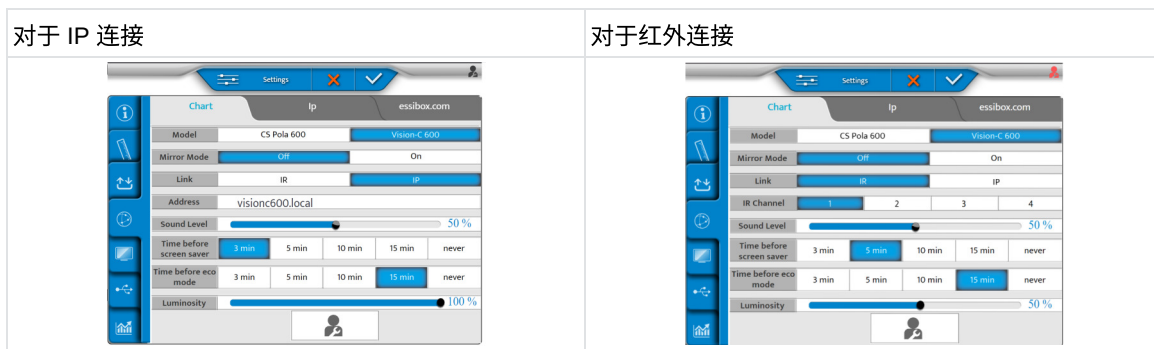 对于 IP 连接
Settings
Chart Ip essibox.com
Model CS Pola 600 Vision-C 600
Mirror Mode Off On
Link IR IP
Address visionc600.local
Sound Level 50 %
Time before screen saver 3 min 5 min 10 min 15 min never
Time before eco mode 3 min 5 min 10 min 15 min never
Luminosity 100 %
对于红外连接
Settings
Chart Ip essibox.com
Model CS Pola 600 Vision-C 600
Mirror Mode Off On
Link IR IP
IR Channel 1 2 3 4
Sound Level 50 %
Time before screen saver 3 min 5 min 10 min 15 min never
Time before eco mode 3 min 5 min 10 min 15 min never
Luminosity 50 %